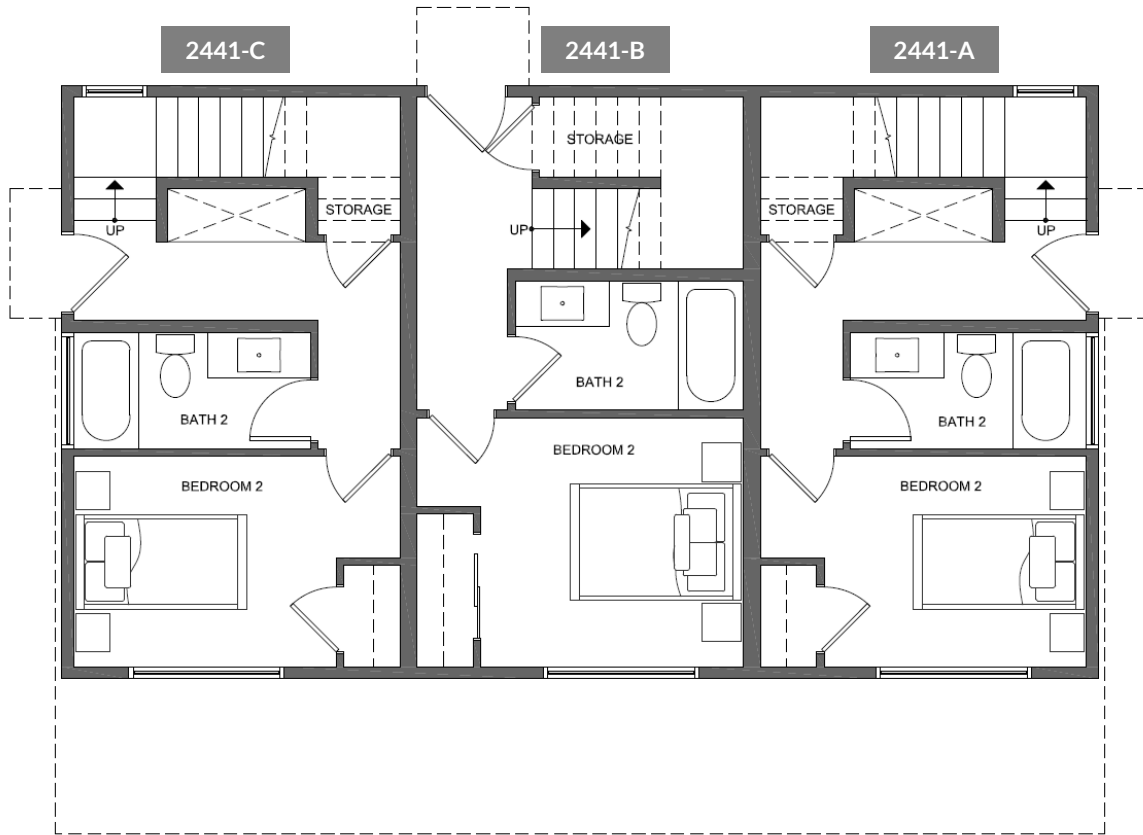 2441-C
2441-B
2441-A
STORAGE
STORAGE
STORAGE
UP
UP
UP
BATH 2
BATH 2
BATH 2
BEDROOM 2
BEDROOM 2
BEDROOM 2